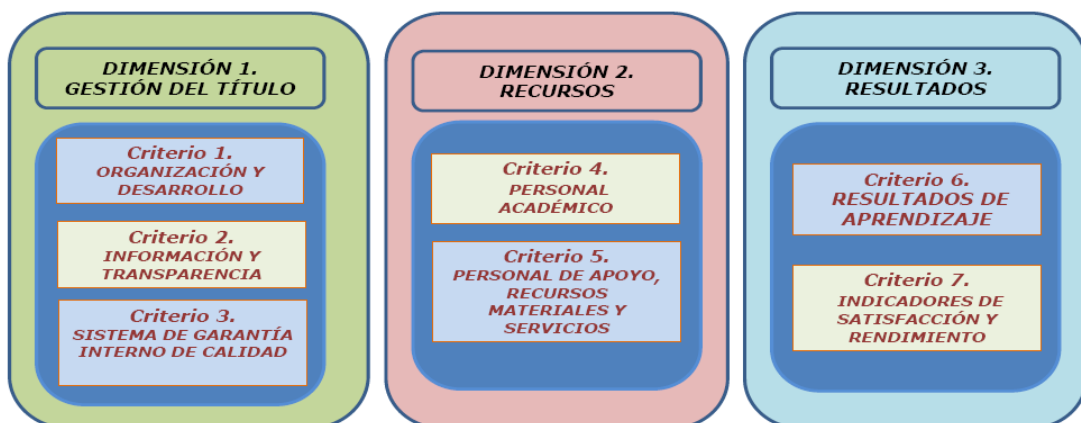 DIMENSIÓN 1.
GESTIÓN DEL TÍTULO
Criterio 1.
ORGANIZACIÓN Y
DESARROLLO
Criterio 2.
INFORMACIÓN Y
TRANSPARENCIA
Criterio 3.
SISTEMA DE GARANTÍA
INTERNO DE CALIDAD
DIMENSIÓN 2.
RECURSOS
Criterio 4.
PERSONAL
ACADÉMICO
Criterio 5.
PERSONAL DE APOYO,
RECURSOS
MATERIALES Y
SERVICIOS
DIMENSIÓN 3.
RESULTADOS
Criterio 6.
RESULTADOS DE
APRENDIZAJE
Criterio 7.
INDICADORES DE
SATISFACCIÓN Y
RENDIMIENTO